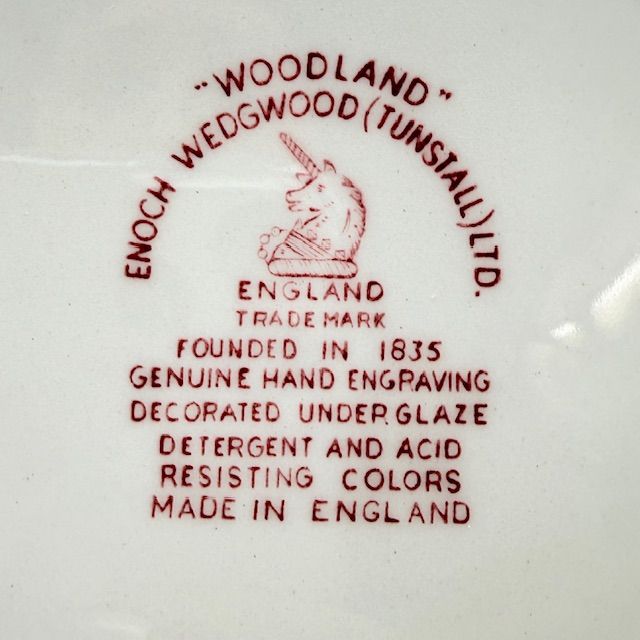 "WOODLAND"
ENOCH WEDGWOOD (TUNSTALL) LTD.
ENGLAND
TRADE MARK
FOUNDED IN 1835
GENUINE HAND ENGRAVING
DECORATED UNDERGLAZE
DETERGENT AND ACID
RESISTING COLORS
MADE IN ENGLAND